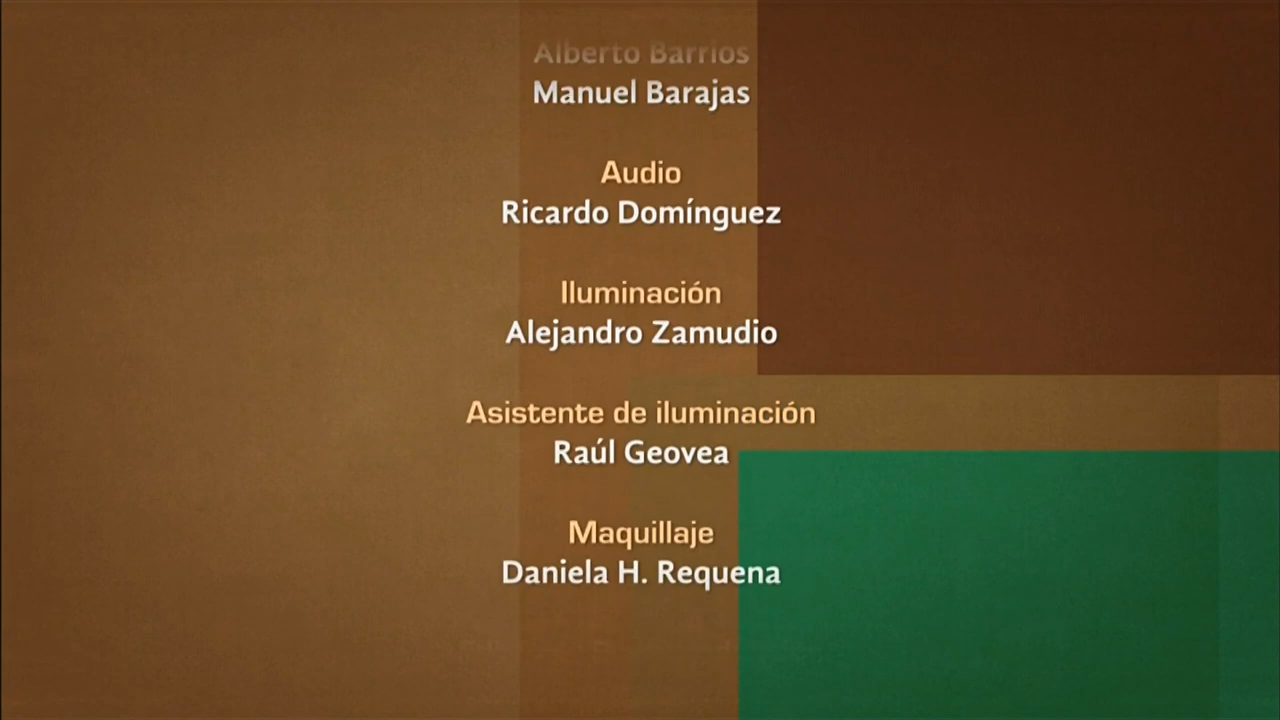 Alberto Barrios
Manuel Barajas
Audio
Ricardo Domínguez
Iluminación
Alejandro Zamudio
Asistente de iluminación
Raúl Geovea
Maquillaje
Daniela H. Requena